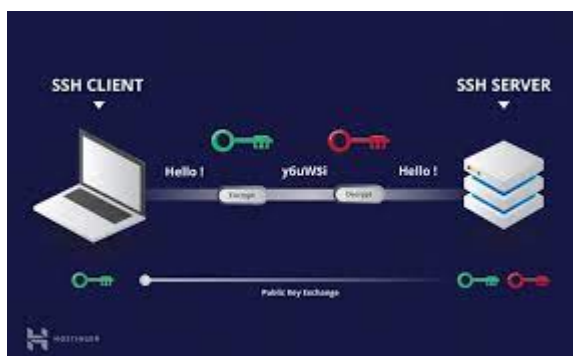 SSH CLIENT
SSH SERVER
Hello !
y6uWSi
Hello !
Encrypt
Decrypt
Public Key Exchange
HOSTINGER